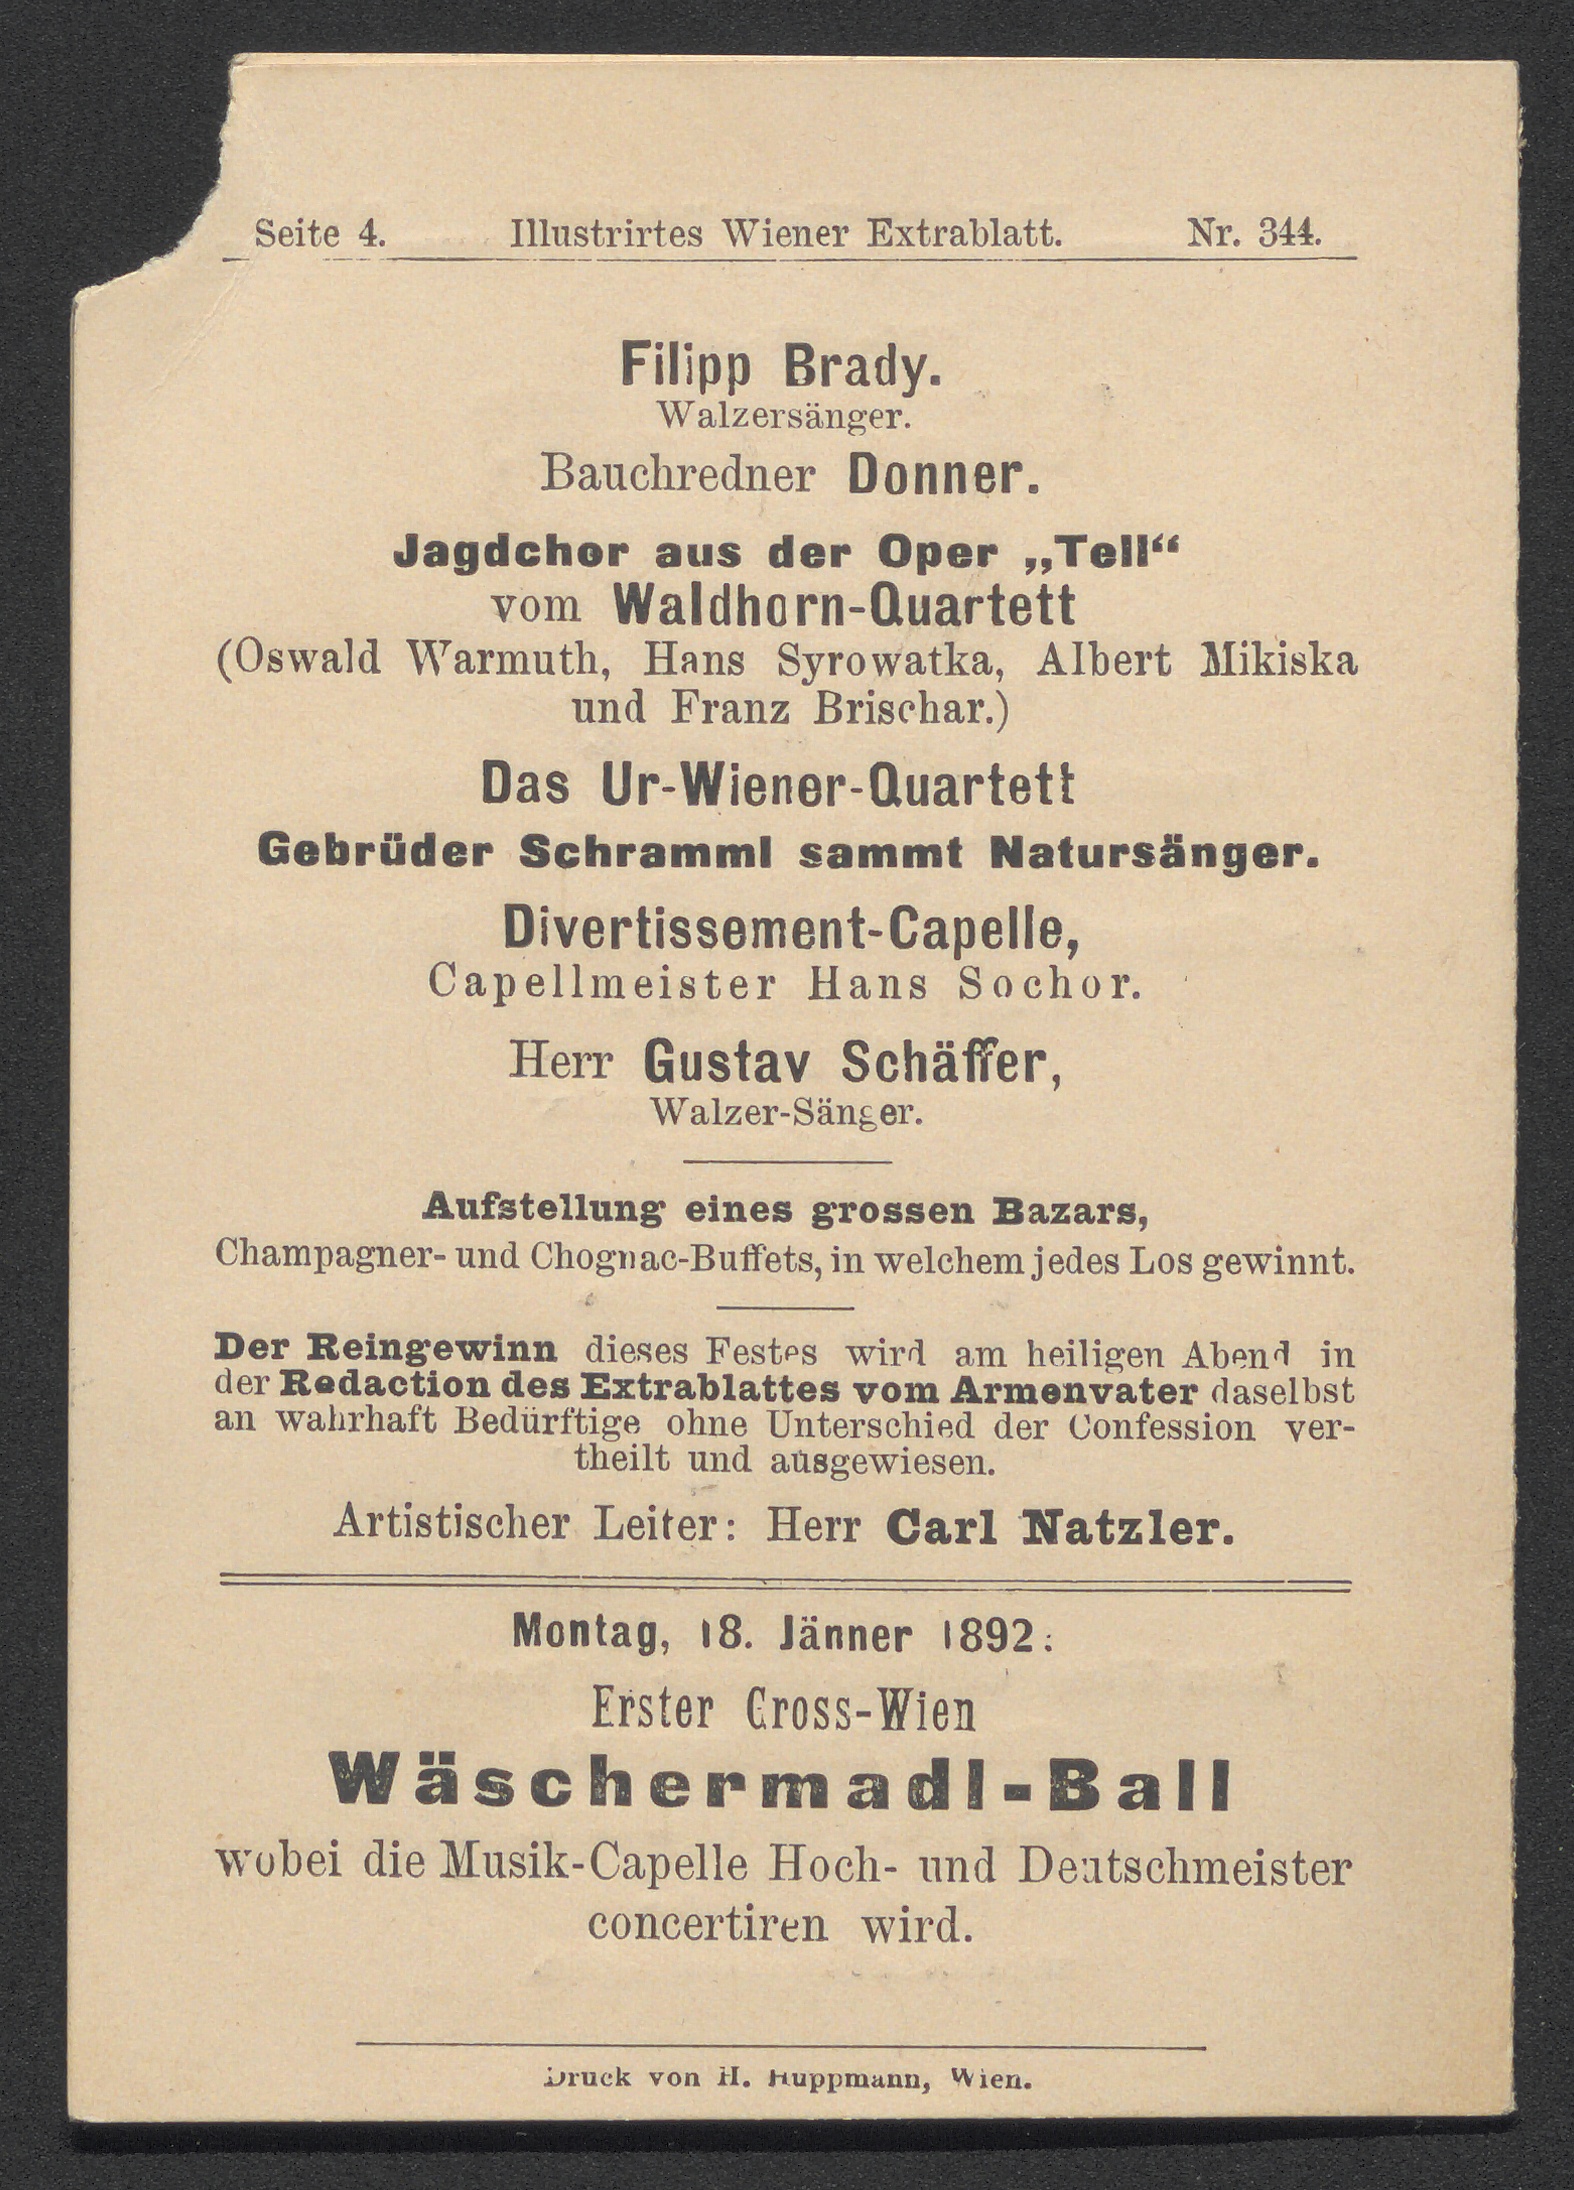 Seite 4. Illustrirtes Wiener Extrablatt. Nr. 344.
Filipp Brady.
Walzersänger.
Bauchredner Donner.
Jagdchor aus der Oper „Tell“
vom Waldhorn-Quartett
(Oswald Warmuth, Hans Syrowatka, Albert Mikiska
und Franz Brischar.)
Das Ur-Wiener-Quartett
Gebrüder Schramml sammt Natursänger.
Divertissement-Capelle,
Capellmeister Hans Sochor.
Herr Gustav Schäffer,
Walzer-Sänger.
Aufstellung eines grossen Bazars,
Champagner- und Chognac-Buffets, in welchem jedes Los gewinnt.
Der Reingewinn dieses Festes wird am heiligen Abend in
der Redaction des Extrablattes vom Armenvater daselbst
an wahrhaft Bedürftige ohne Unterschied der Confession ver-
theilt und ausgewiesen.
Artistischer Leiter: Herr Carl Natzler.
Montag, 18. Jänner 1892:
Erster Gross-Wien
Wäschermadl-Ball
wobei die Musik-Capelle Hoch- und Deutschmeister
concertiren wird.
Druck von H. Huppmann, Wien.